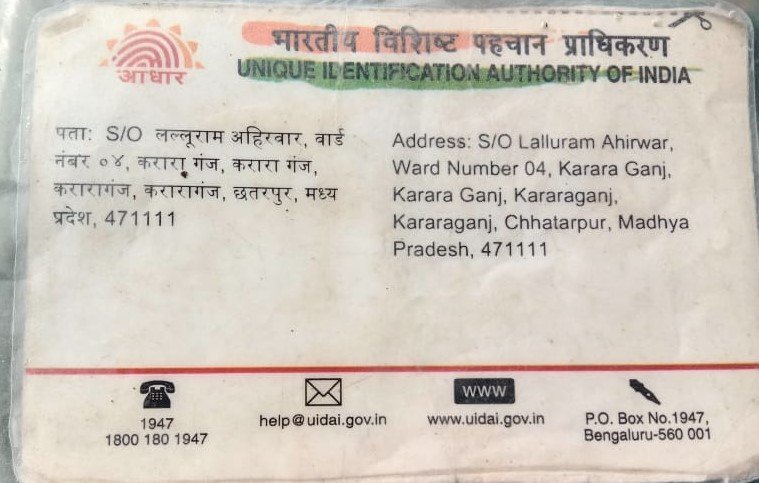 भारतीय विशिष्ट पहचान प्राधिकरण
UNIQUE IDENTIFICATION AUTHORITY OF INDIA
आधार
पता: S/O लल्लूराम अहिरवार, वार्ड
नंबर ०४, करारा गंज, करारा गंज,
करारागंज, करारागंज, छतरपुर, मध्य
प्रदेश, 471111
Address: S/O Lalluram Ahirwar,
Ward Number 04, Karara Ganj,
Karara Ganj, Kararaganj,
Kararaganj, Chhatarpur, Madhya
Pradesh, 471111
1947
1800 180 1947
help@uidai.gov.in
www
www.uidai.gov.in
P.O. Box No.1947,
Bengaluru-560 001